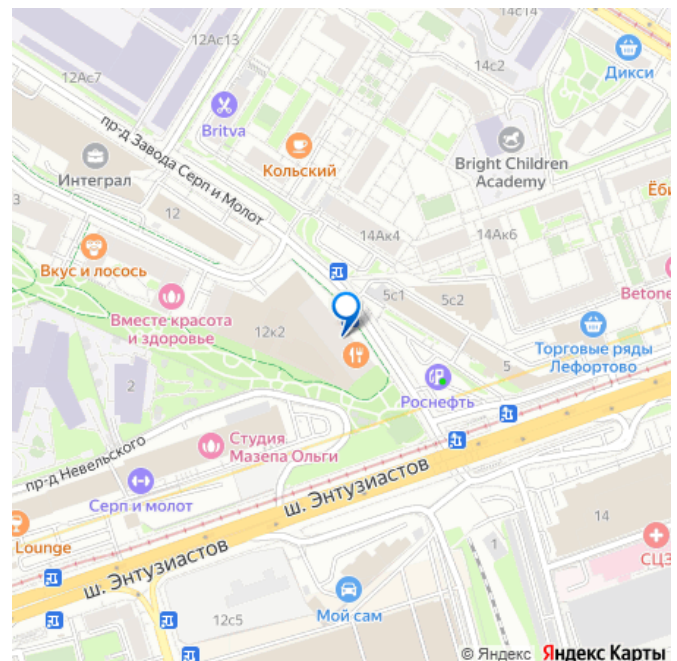 14с14
12Ас13
14с2
Дикси
12Ас7
Britva
пр-д Завода Серп и Молот
Кольский
Bright Children
Academy
Интеграл
3
12
14Ак4
14Ак6
Вкус и лосось
5с1
5с2
Betone
Вместе красота
и здоровье
12к2
Торговые ряды
Лефортово
5
2
Роснефть
Студия
Мазепа Ольги
пр-д Невельского
ш. Энтузиастов
Серп и молот
14
Lounge
1
СЦЗ
ш. Энтузиастов
Мой сам
12с5
© Яндекс Яндекс Карты